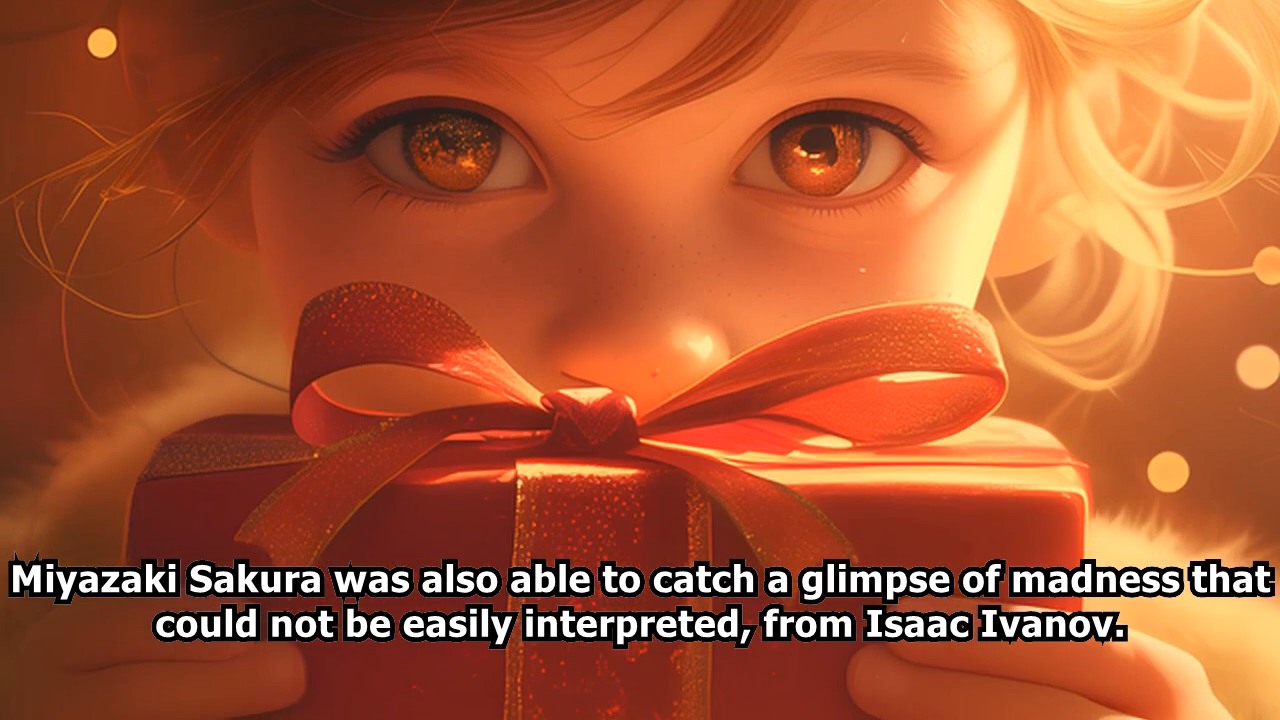 Miyazaki Sakura was also able to catch a glimpse of madness that
could not be easily interpreted, from Isaac Ivanov.